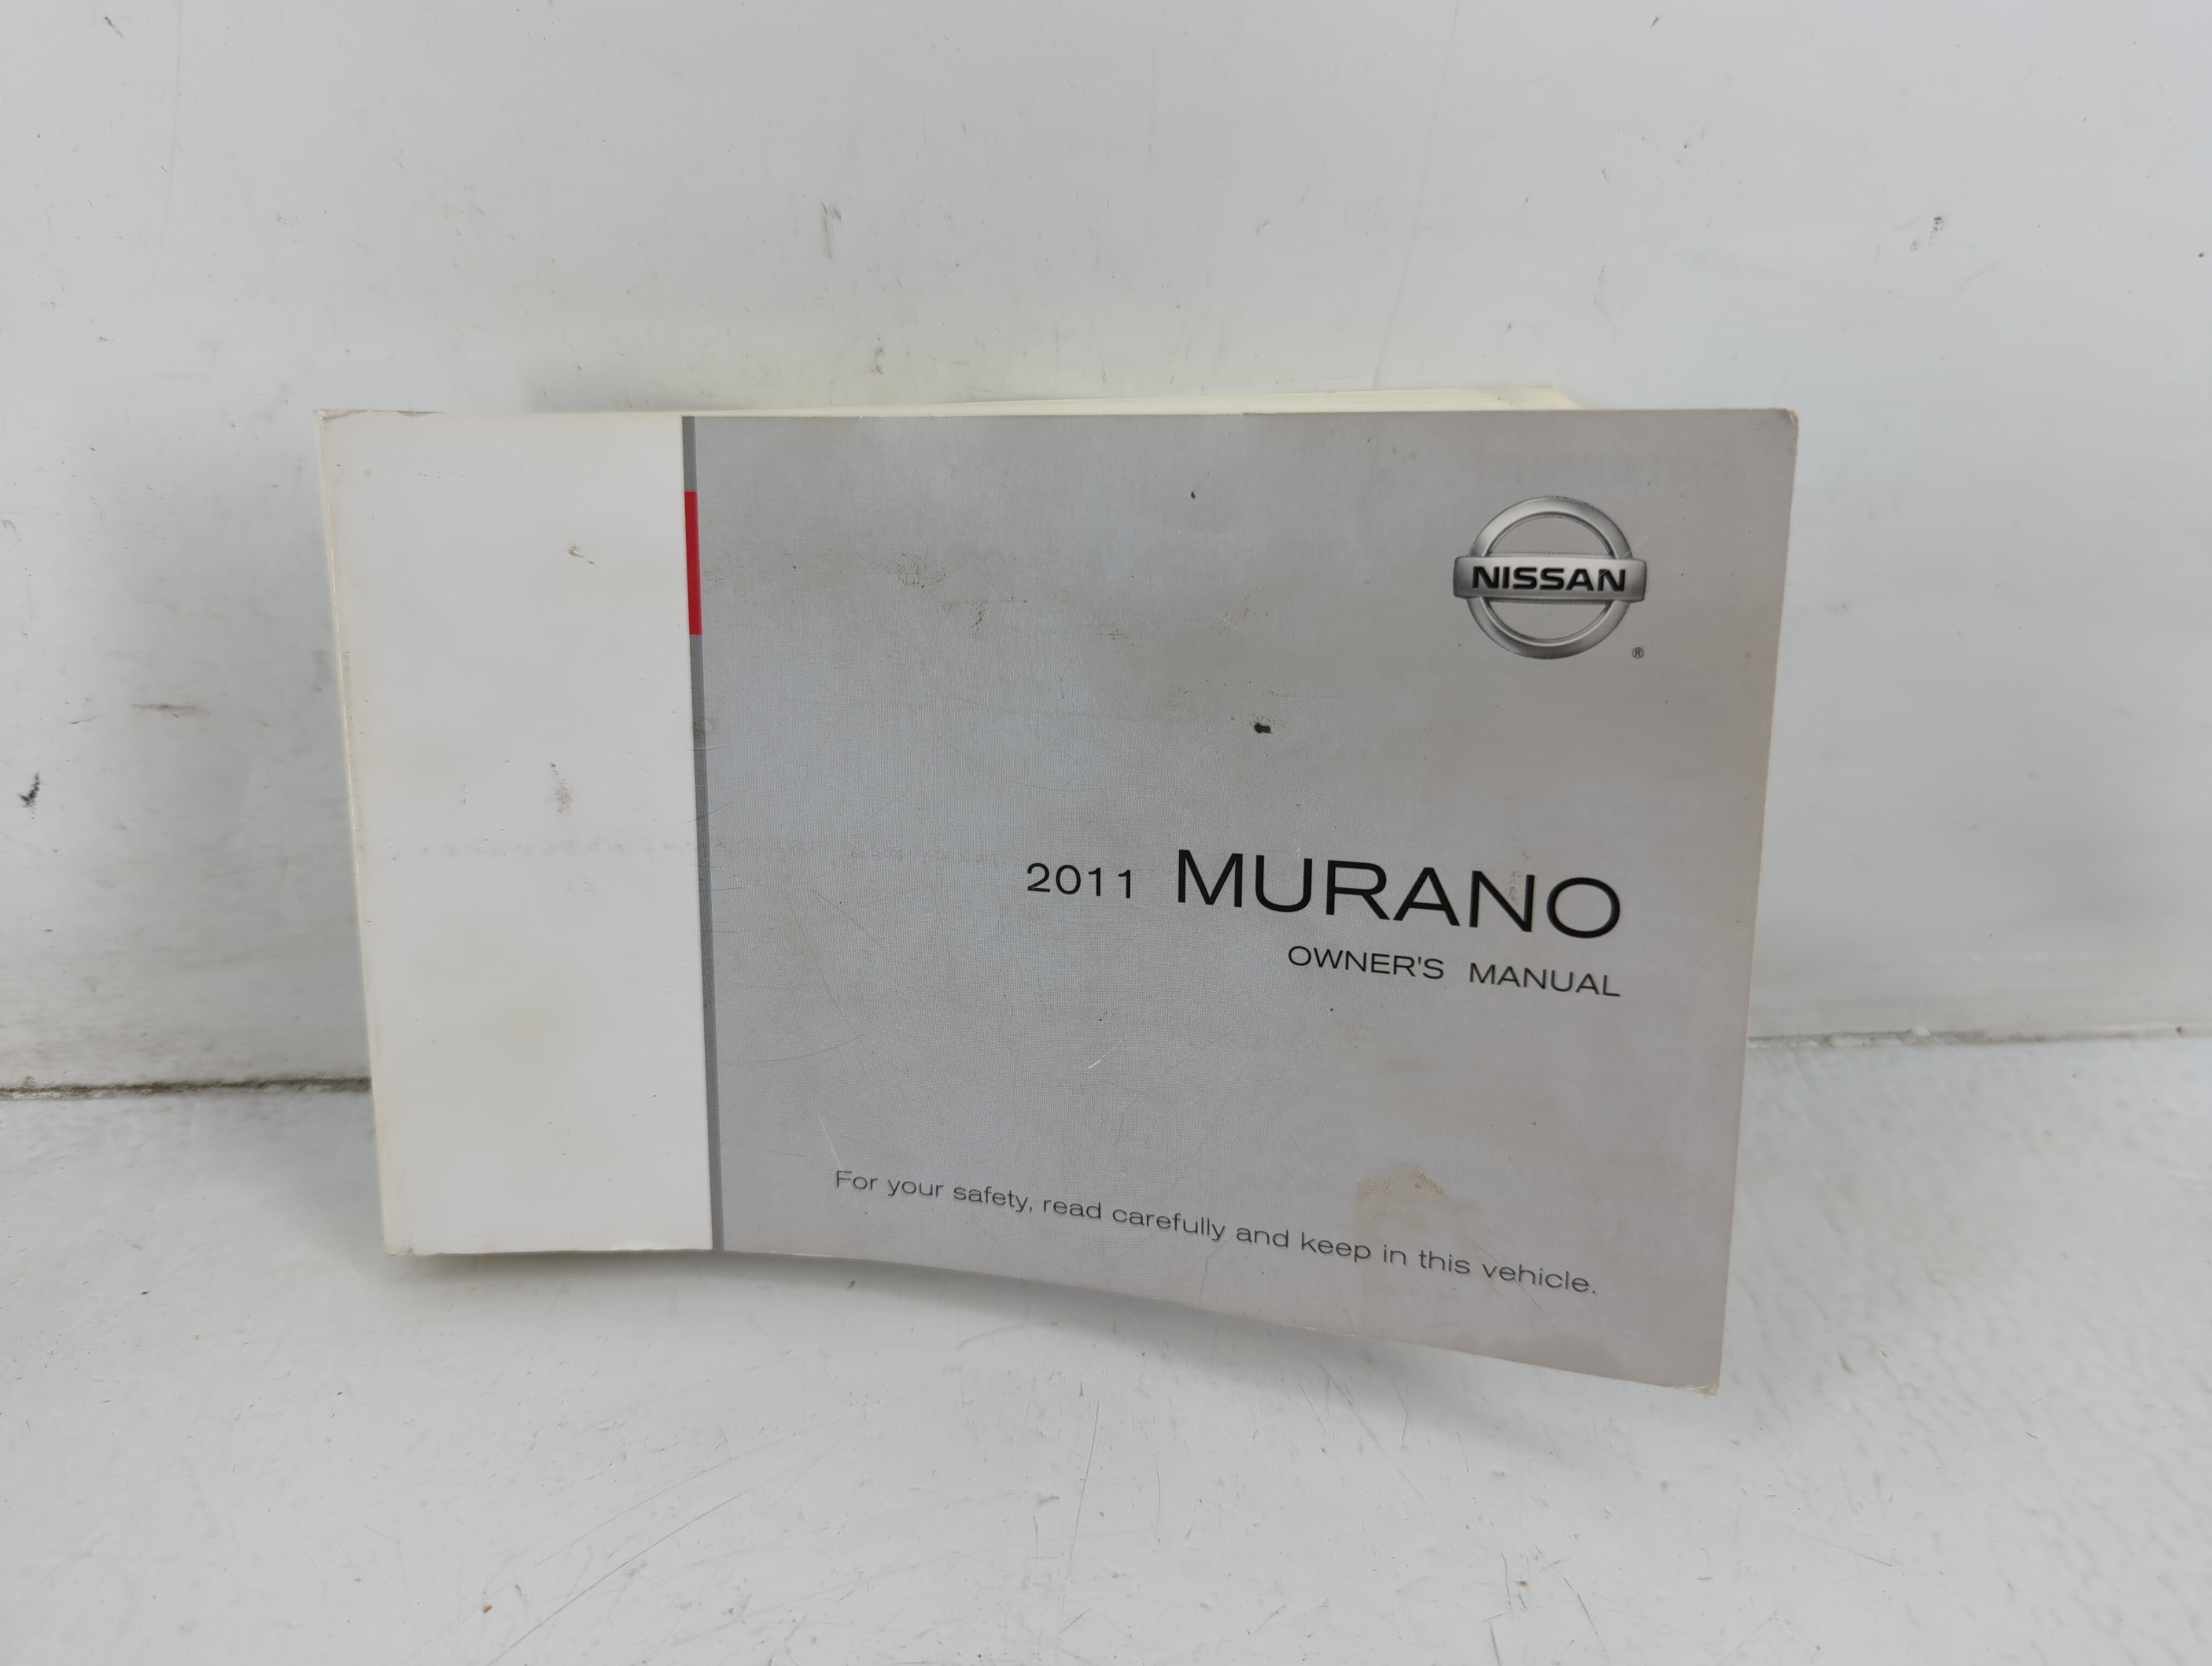 NISSAN
®
2011 MURANO
OWNER'S MANUAL
For your safety, read carefully and keep in this vehicle.